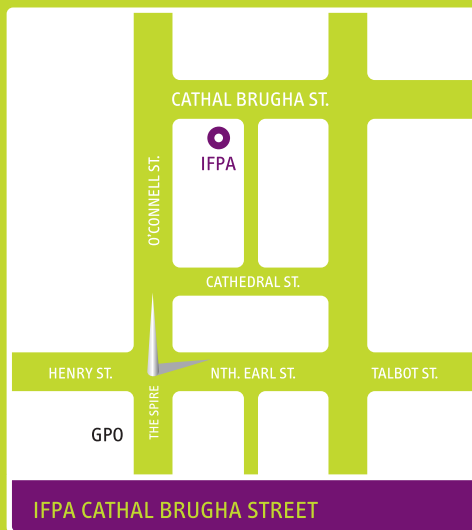 CATHAL BRUGHA ST.
IFPA
O'CONNELL ST.
CATHEDRAL ST.
HENRY ST.
NTH. EARL ST.
TALBOT ST.
THE SPIRE
GPO
IFPA CATHAL BRUGHA STREET